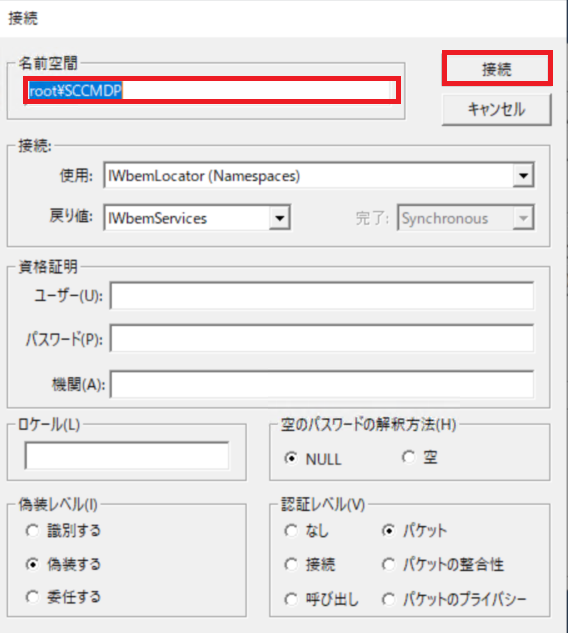 接続
名前空間
root¥SCCMDP
接続
キャンセル
接続:
使用: IWbemLocator (Namespaces)
戻り値: IWbemServices 完了: Synchronous
資格証明
ユーザー(U):
パスワード(P):
機関(A):
ロケール(L)
空のパスワードの解釈方法(H)
NULL 空
偽装レベル(I)
識別する
偽装する
委任する
認証レベル(V)
なし パケット
接続 パケットの整合性
呼び出し パケットのプライバシー